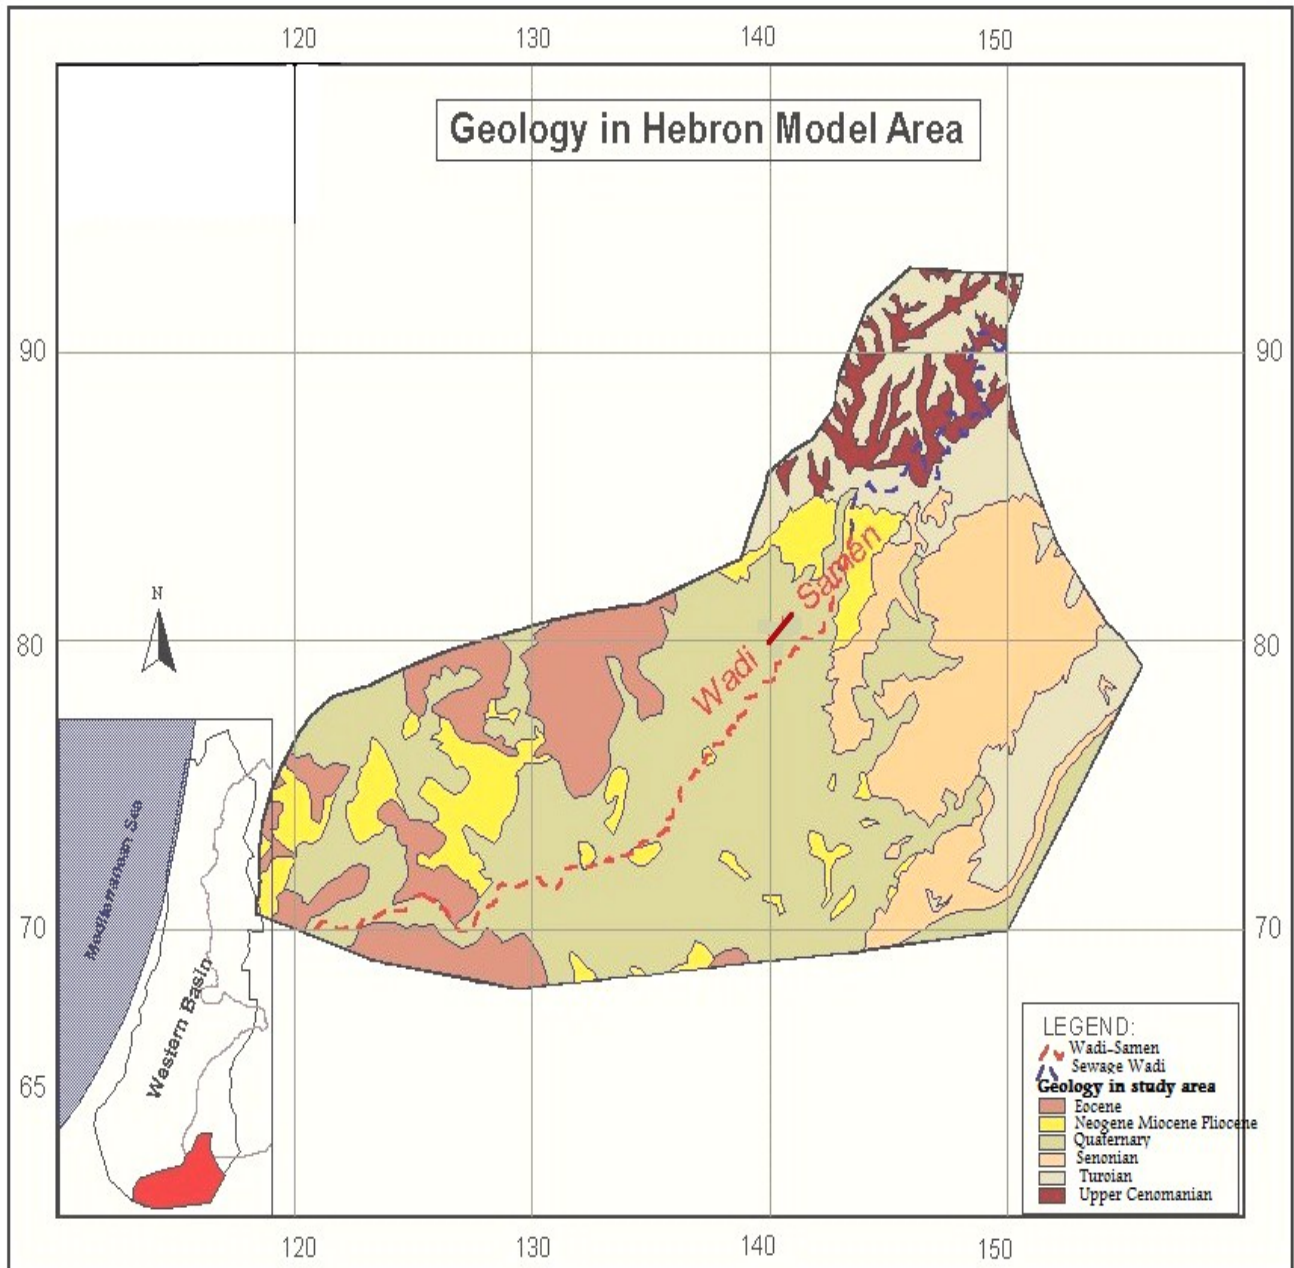 120 130 140 150
Geology in Hebron Model Area
90 90
Samen
80 80
Wadi
N
70 70
Mediterranean Sea
Western Basin
65
LEGEND:
Wadi-Samen
Sewage Wadi
Geology in study area
Eocene
Neogene Miocene Pliocene
Quaternary
Senonian
Turoian
Upper Cenomanian
120 130 140 150